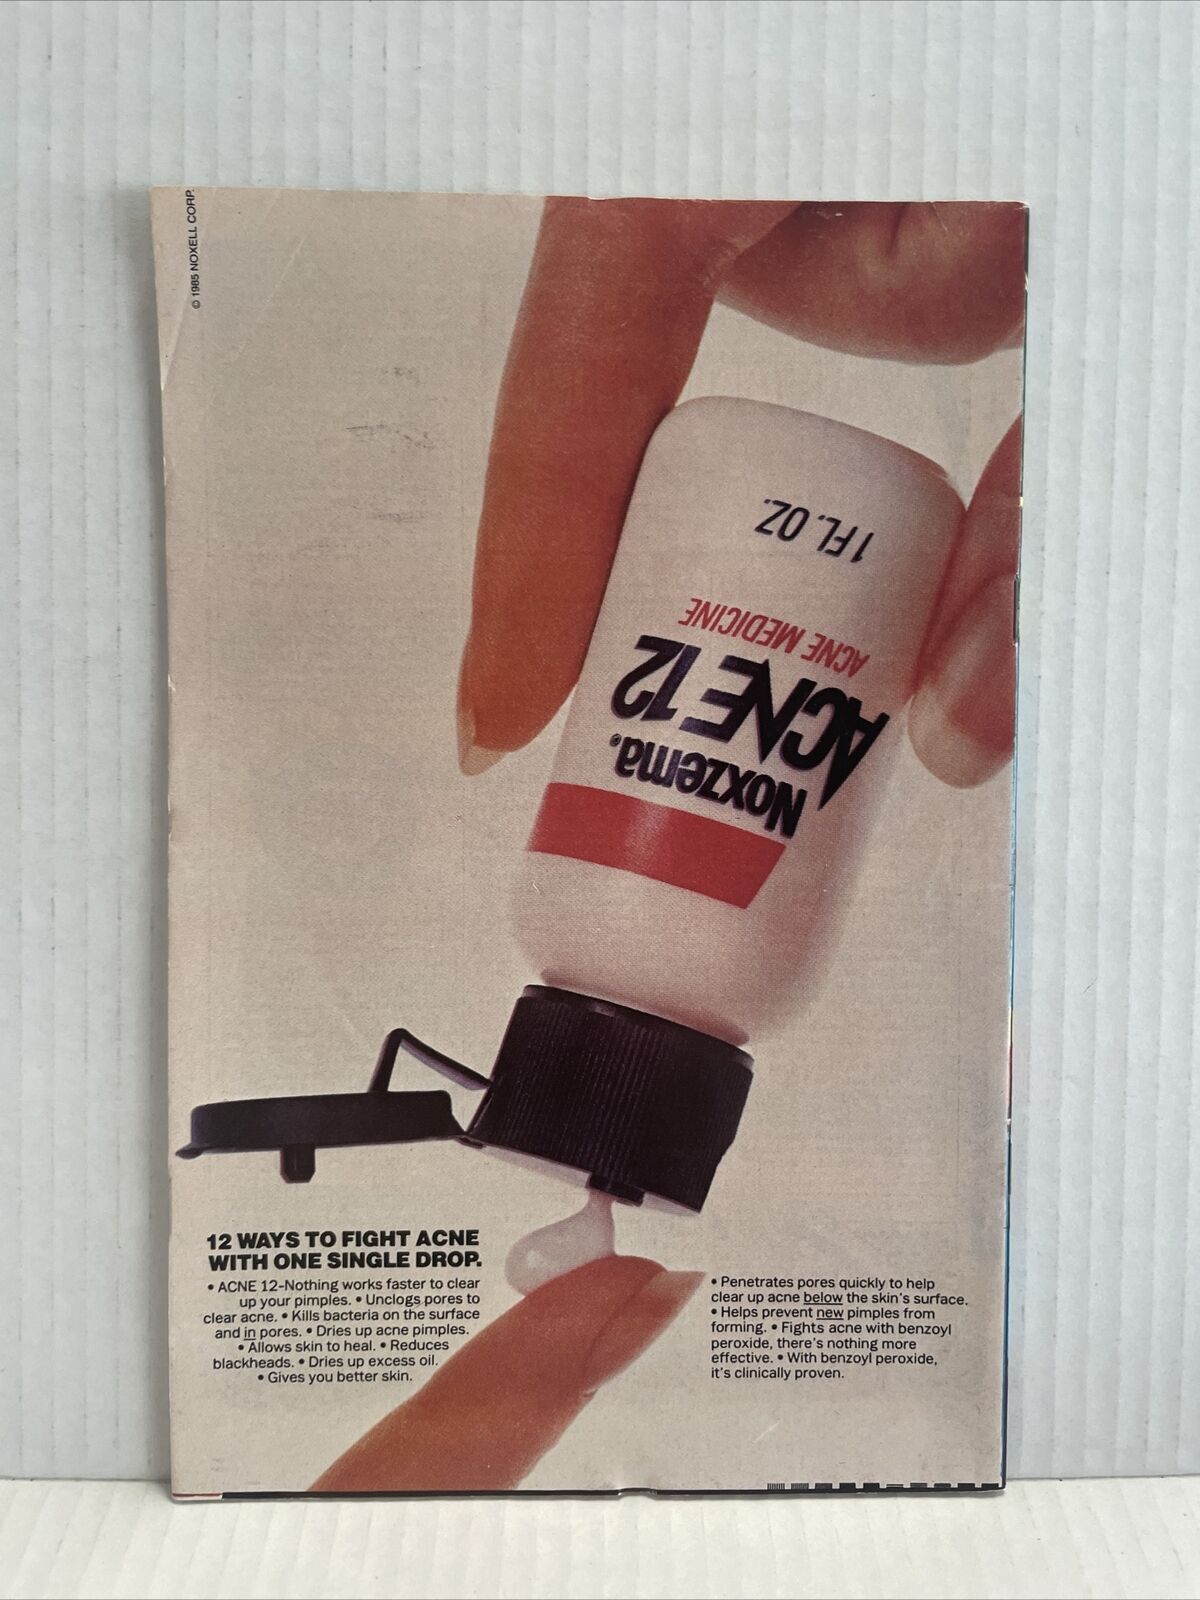 © 1985 NOXELL CORP.
1 FL. OZ.
ACNE MEDICINE
ACNE 12
Noxzema®
12 WAYS TO FIGHT ACNE
WITH ONE SINGLE DROP.
• ACNE 12–Nothing works faster to clear
up your pimples. • Unclogs pores to
clear acne. • Kills bacteria on the surface
and in pores. • Dries up acne pimples.
• Allows skin to heal. • Reduces
blackheads. • Dries up excess oil.
• Gives you better skin.
• Penetrates pores quickly to help
clear up acne below the skin's surface.
• Helps prevent new pimples from
forming. • Fights acne with benzoyl
peroxide, there's nothing more
effective. • With benzoyl peroxide,
it's clinically proven.